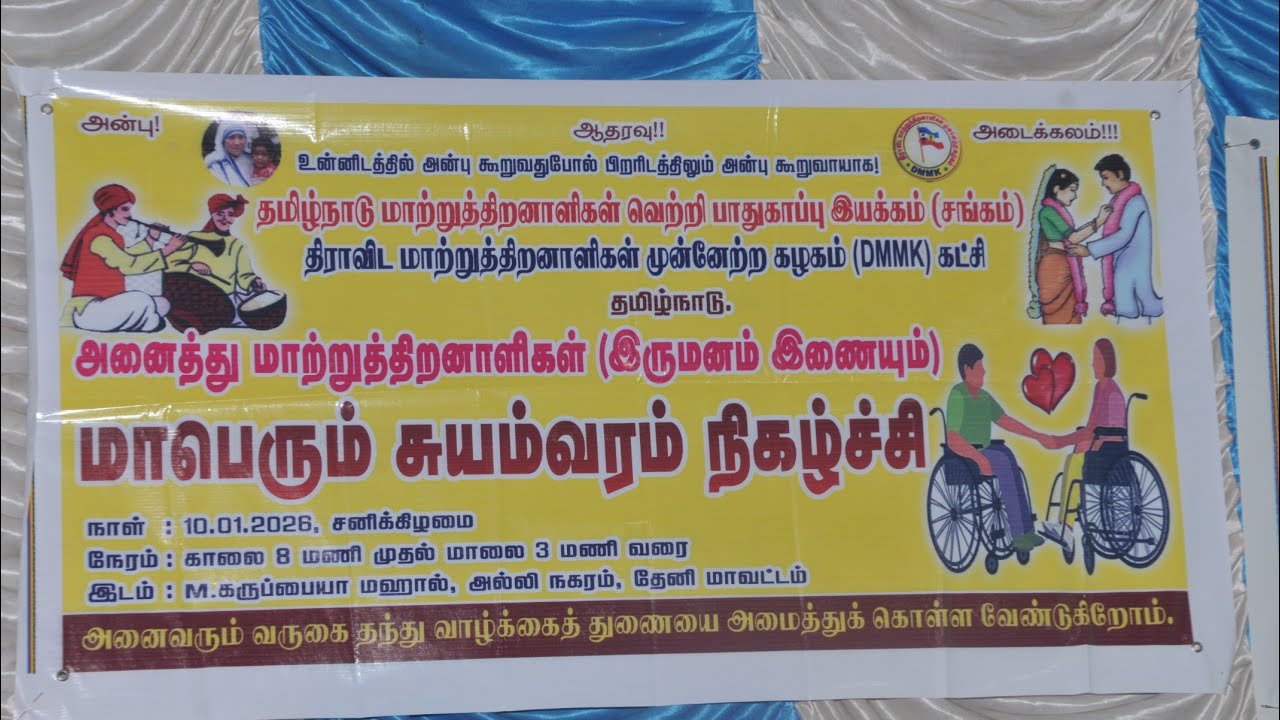 அன்பு! ஆதரவு!! அடைக்கலம்!!!
உன்னிடத்தில் அன்பு கூறுவதுபோல் பிறரிடத்திலும் அன்பு கூறுவாயாக!
தமிழ்நாடு மாற்றுத்திறனாளிகள் வெற்றி பாதுகாப்பு இயக்கம் (சங்கம்)
திராவிட மாற்றுத்திறனாளிகள் முன்னேற்ற கழகம் (DMMK) கட்சி
தமிழ்நாடு.
அனைத்து மாற்றுத்திறனாளிகள் (இருமனம் இணையும்)
மாபெரும் சுயம்வரம் நிகழ்ச்சி
நாள் : 10.01.2026, சனிக்கிழமை
நேரம் : காலை 8 மணி முதல் மாலை 3 மணி வரை
இடம் : M.கருப்பையா மஹால், அல்லி நகரம், தேனி மாவட்டம்
அனைவரும் வருகை தந்து வாழ்க்கைத் துணையை அமைத்துக் கொள்ள வேண்டுகிறோம்.
DMMK